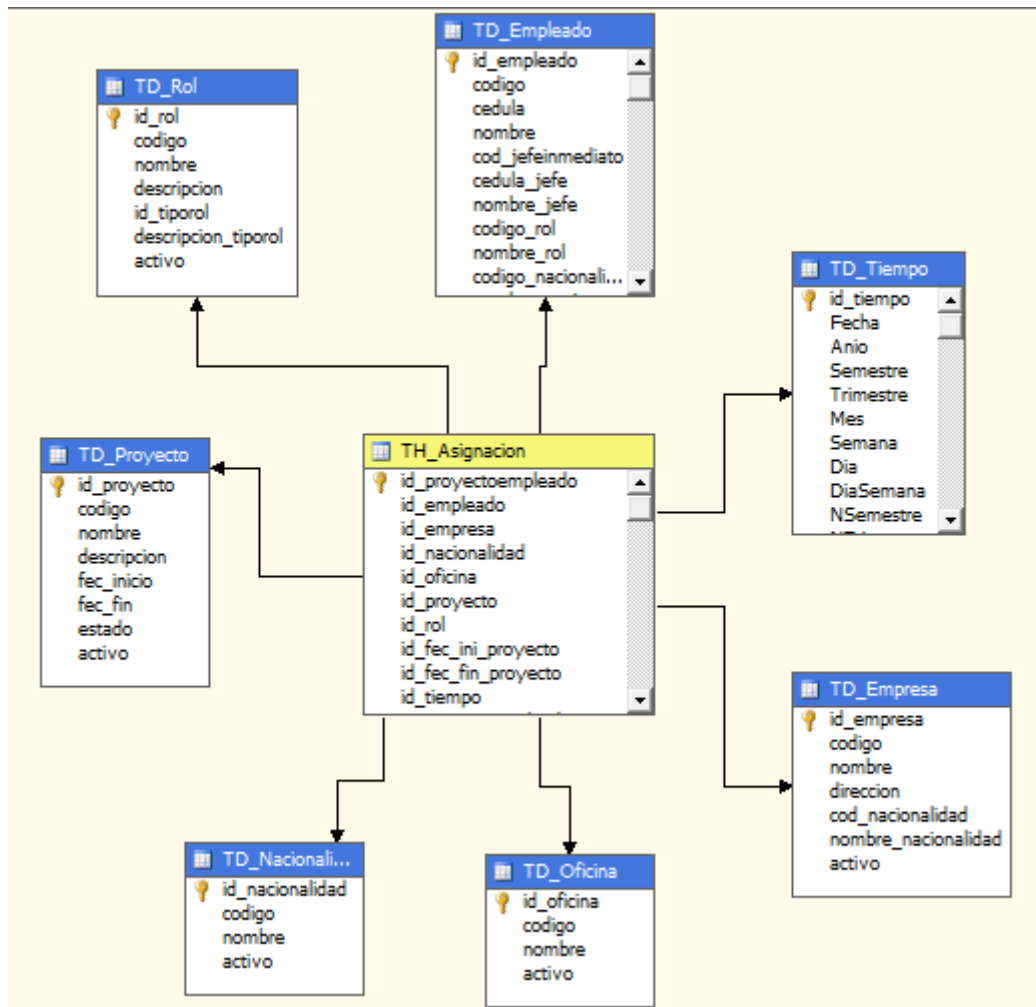 TD_Empleado
id_empleado
codigo
cedula
nombre
cod_jefeinmediato
cedula_jefe
nombre_jefe
codigo_rol
nombre_rol
codigo_nacionali...
TD_Rol
id_rol
codigo
nombre
descripcion
id_tiporol
descripcion_tiporol
activo
TD_Tiempo
id_tiempo
Fecha
Anio
Semestre
Trimestre
Mes
Semana
Dia
DiaSemana
NSemestre
TD_Proyecto
id_proyecto
codigo
nombre
descripcion
fec_inicio
fec_fin
estado
activo
TH_Asignacion
id_proyectoempleado
id_empleado
id_empresa
id_nacionalidad
id_oficina
id_proyecto
id_rol
id_fec_ini_proyecto
id_fec_fin_proyecto
id_tiempo
TD_Empresa
id_empresa
codigo
nombre
direccion
cod_nacionalidad
nombre_nacionalidad
activo
TD_Nacionali...
id_nacionalidad
codigo
nombre
activo
TD_Oficina
id_oficina
codigo
nombre
activo